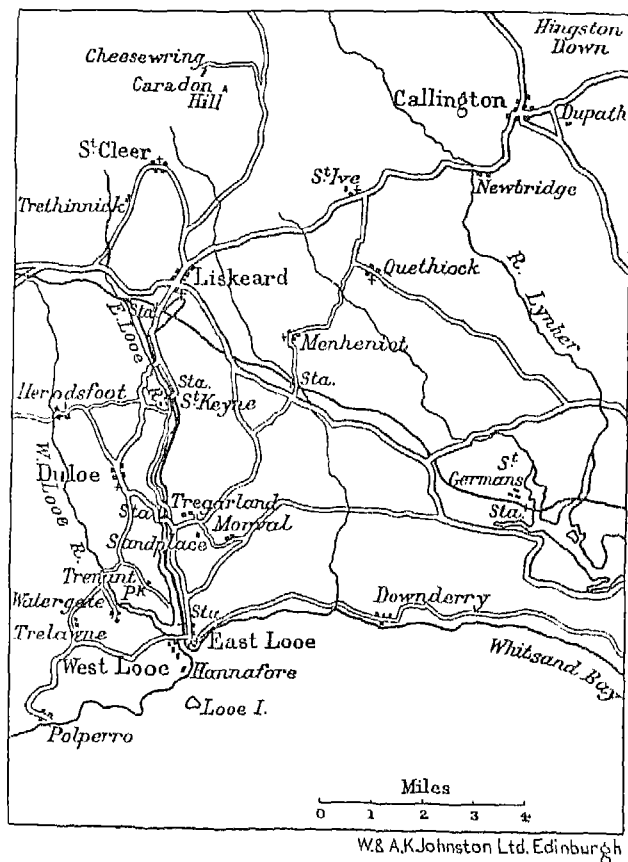 Hingston
Down
Cheesewring
Caradon
Hill
Callington
Dupath
St. Cleer
St. Ive
Newbridge
Trethinnick
Quethiock
Liskeard
R. Lynher
Sta.
E. Looe
Menheniot
Sta.
Sta.
St. Keyne
Herodsfoot
W. Looe R.
Duloe
St.
Germans
Sta.
Tregarland
Sta.
Morval
Sandplace
Trenant
Pk.
Watergate
Sta.
Downderry
Trelayne
East Looe
West Looe
Hannafore
Whitsand Bay
Looe I.
Polperro
Miles
0 1 2 3 4
W. & A.K. Johnston Ltd. Edinburgh